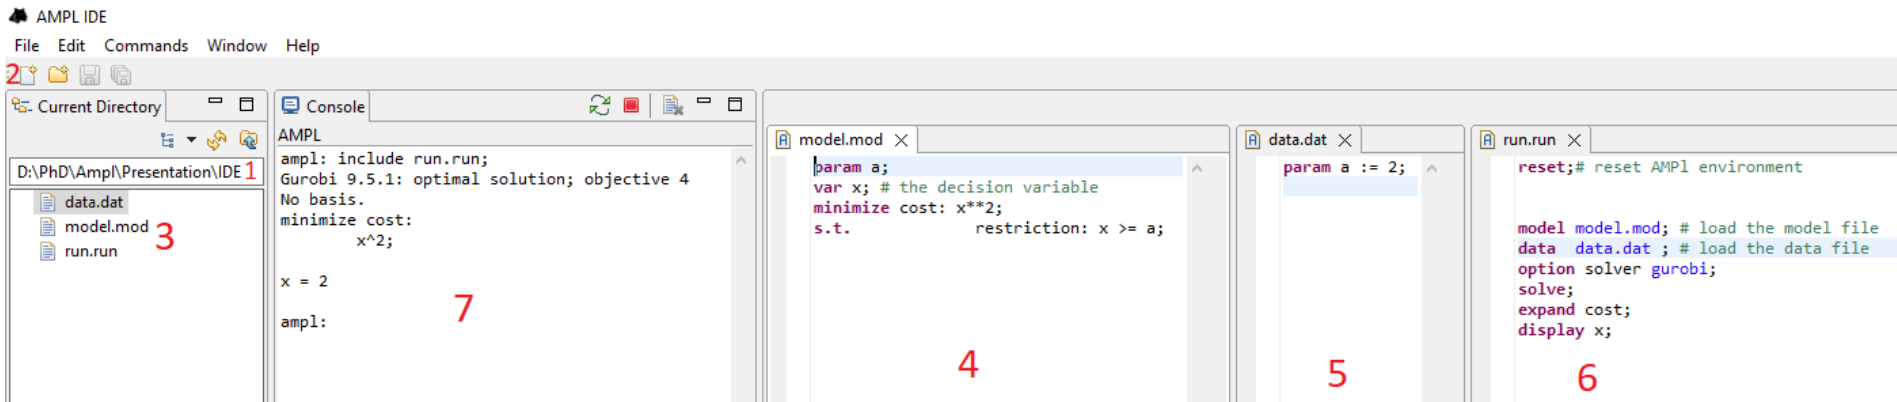 AMPL IDE
File Edit Commands Window Help
2
Current Directory
D:\PhD\Ampl\Presentation\IDE 1
data.dat
model.mod
run.run
3
Console
AMPL
ampl: include run.run;
Gurobi 9.5.1: optimal solution; objective 4
No basis.
minimize cost:
x^2;
x = 2
ampl:
7
model.mod
param a;
var x; # the decision variable
minimize cost: x**2;
s.t. restriction: x >= a;
4
data.dat
param a := 2;
5
run.run
reset;# reset AMPl environment
model model.mod; # load the model file
data data.dat ; # load the data file
option solver gurobi;
solve;
expand cost;
display x;
6